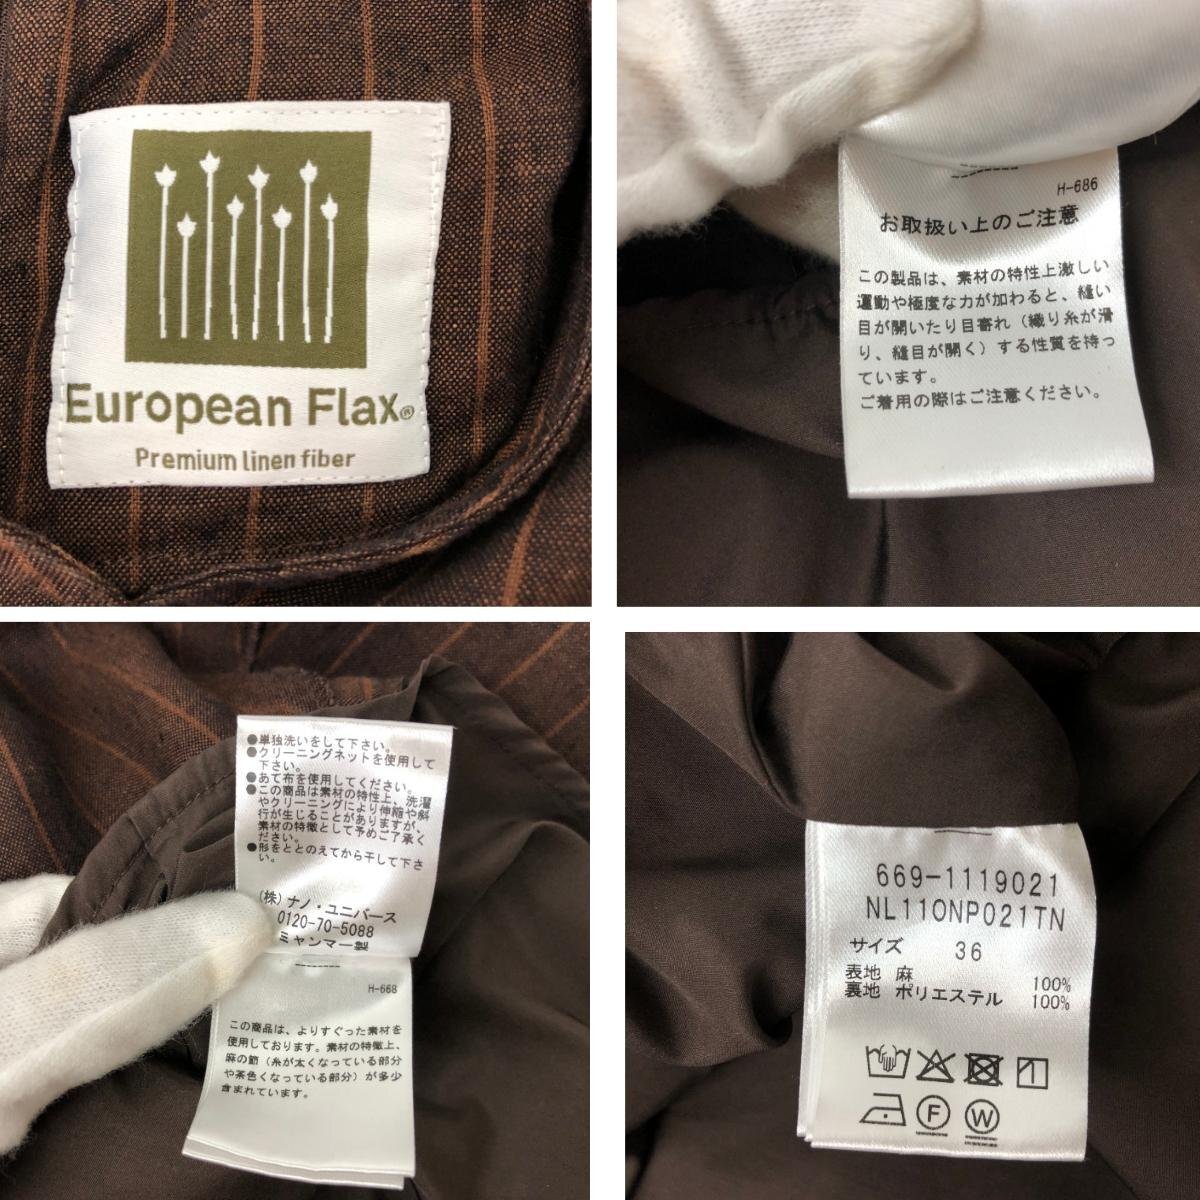 European Flax®
Premium linen fiber
H-686
お取扱い上のご注意
この製品は、素材の特性上激しい
運動や極度な力が加わると、縫い
目が開いたり目寄れ（織り糸が滑
り、縫目が開く）する性質を持っ
ています。
ご着用の際はご注意ください。
●単独洗いをして下さい。
●クリーニングネットを使用して
下さい。
●あて布を使用してください。
●この商品は素材の特性上、洗濯
やクリーニングにより伸縮や斜
行が生じることがありますが、
素材の特徴として予めご了承く
ださい。
●形をととのえてから干して下さ
い。
(株)ナノ・ユニバース
0120-70-5088
ミャンマー製
H-668
この商品は、よりすぐった素材を
使用しております。素材の特徴上、
麻の節（糸が太くなっている部分
や茶色くなっている部分）が多少
含まれています。
669-1119021
NL110NP021TN
サイズ 36
表地 麻 100%
裏地 ポリエステル 100%
F W